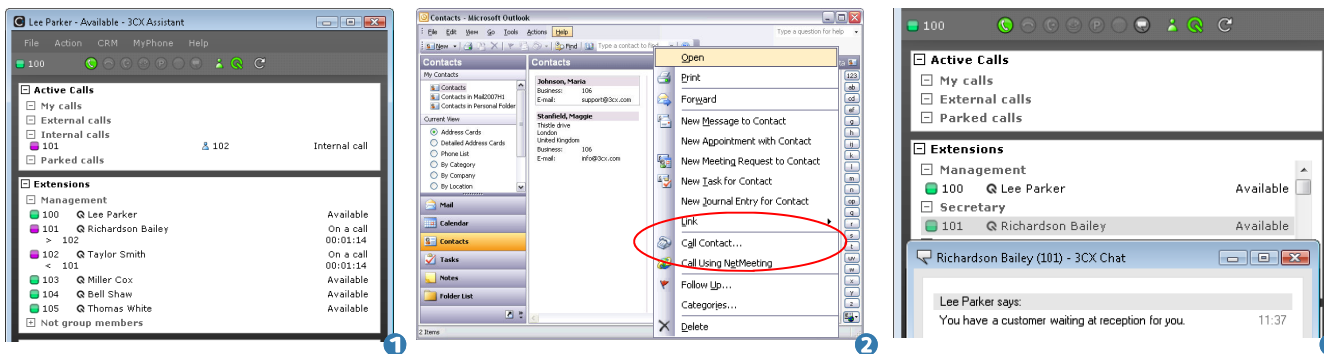 Lee Parker - Available - 3CX Assistant
File Action CRM MyPhone Help
100
Active Calls
My calls
External calls
Internal calls
101 102 Internal call
Parked calls
Extensions
Management
100 Lee Parker Available
101 Richardson Bailey On a call
> 102 00:01:14
102 Taylor Smith On a call
< 101 00:01:14
103 Miller Cox Available
104 Bell Shaw Available
105 Thomas White Available
Not group members
1
Contacts - Microsoft Outlook
File Edit View Go Tools Actions Help
Type a question for help
New Find Type a contact to find
Contacts
My Contacts
Contacts
Contacts in Mail2007H1
Contacts in Personal Folder
Current View
Address Cards
Detailed Address Cards
Phone List
By Category
By Company
By Location
Mail
Calendar
Contacts
Tasks
Notes
Folder List
2 Items
Contacts
Johnson, Maria
Business: 106
E-mail: support@3cx.com
Stanfield, Maggie
Thistle drive
London
United Kingdom
Business: 106
E-mail: info@3cx.com
Open
Print
Forward
New Message to Contact
New Appointment with Contact
New Meeting Request to Contact
New Task for Contact
New Journal Entry for Contact
Link
Call Contact...
Call Using NetMeeting
Follow Up...
Categories...
Delete
123
ab
cd
ef
g
h
ij
k
l
m
n
op
q
r
s
t
uv
w
x
y
z
2
100
Active Calls
My calls
External calls
Parked calls
Extensions
Management
100 Lee Parker Available
Secretary
101 Richardson Bailey Available
Richardson Bailey (101) - 3CX Chat
Lee Parker says:
You have a customer waiting at reception for you. 11:37